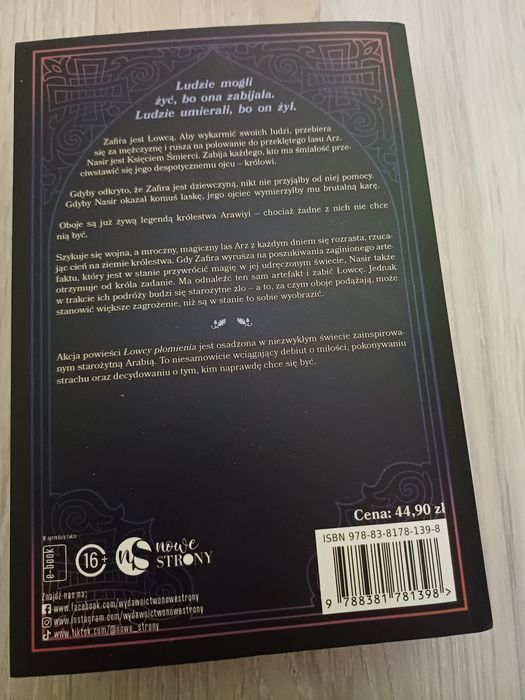 Ludzie mogli
żyć, bo ona zabijała.
Ludzie umierali, bo on żył.
Zafira jest Łowcą. Aby wykarmić swoich ludzi, przebiera
się za mężczyznę i rusza na polowanie do przeklętego lasu Arz.
Nasir jest Księciem Śmierci. Zabija każdego, kto ma śmiałość prze-
ciwstawić się jego despotycznemu ojcu – królowi.
Gdyby odkryto, że Zafira jest dziewczyną, nikt nie przyjąłby od niej pomocy.
Gdyby Nasir okazał komuś łaskę, jego ojciec wymierzyłby mu brutalną karę.
Oboje są już żywą legendą królestwa Arawiyi – chociaż żadne z nich nie chce
nią być.
Szykuje się wojna, a mroczny, magiczny las Arz z każdym dniem się rozrasta, rzuca-
jąc cień na ziemie królestwa. Gdy Zafira wyrusza na poszukiwania zaginionego arte-
faktu, który jest w stanie przywrócić magię w jej udręczonym świecie, Nasir także
otrzymuje od króla zadanie. Ma odnaleźć ten sam artefakt i zabić Łowcę. Jednak
w trakcie ich podróży budzi się starożytne zło – a to, za czym oboje podążają, może
stanowić większe zagrożenie, niż są w stanie to sobie wyobrazić.
Akcja powieści Łowcy płomienia jest osadzona w niezwykłym świecie zainspirowa-
nym starożytną Arabią. To niesamowicie wciągający debiut o miłości, pokonywaniu
strachu oraz decydowaniu o tym, kim naprawdę chce się być.
Cena: 44,90 zł
ISBN 978-83-8178-139-8
9 788381 781398 >
W sprzedaży także
e-book
16+
nS nowe
STRONY
Znajdź nas na:
www.facebook.com/wydawnictwonowestrony
www.instagram.com/wydawnictwonowestrony
www.tiktok.com/@nowe_strony